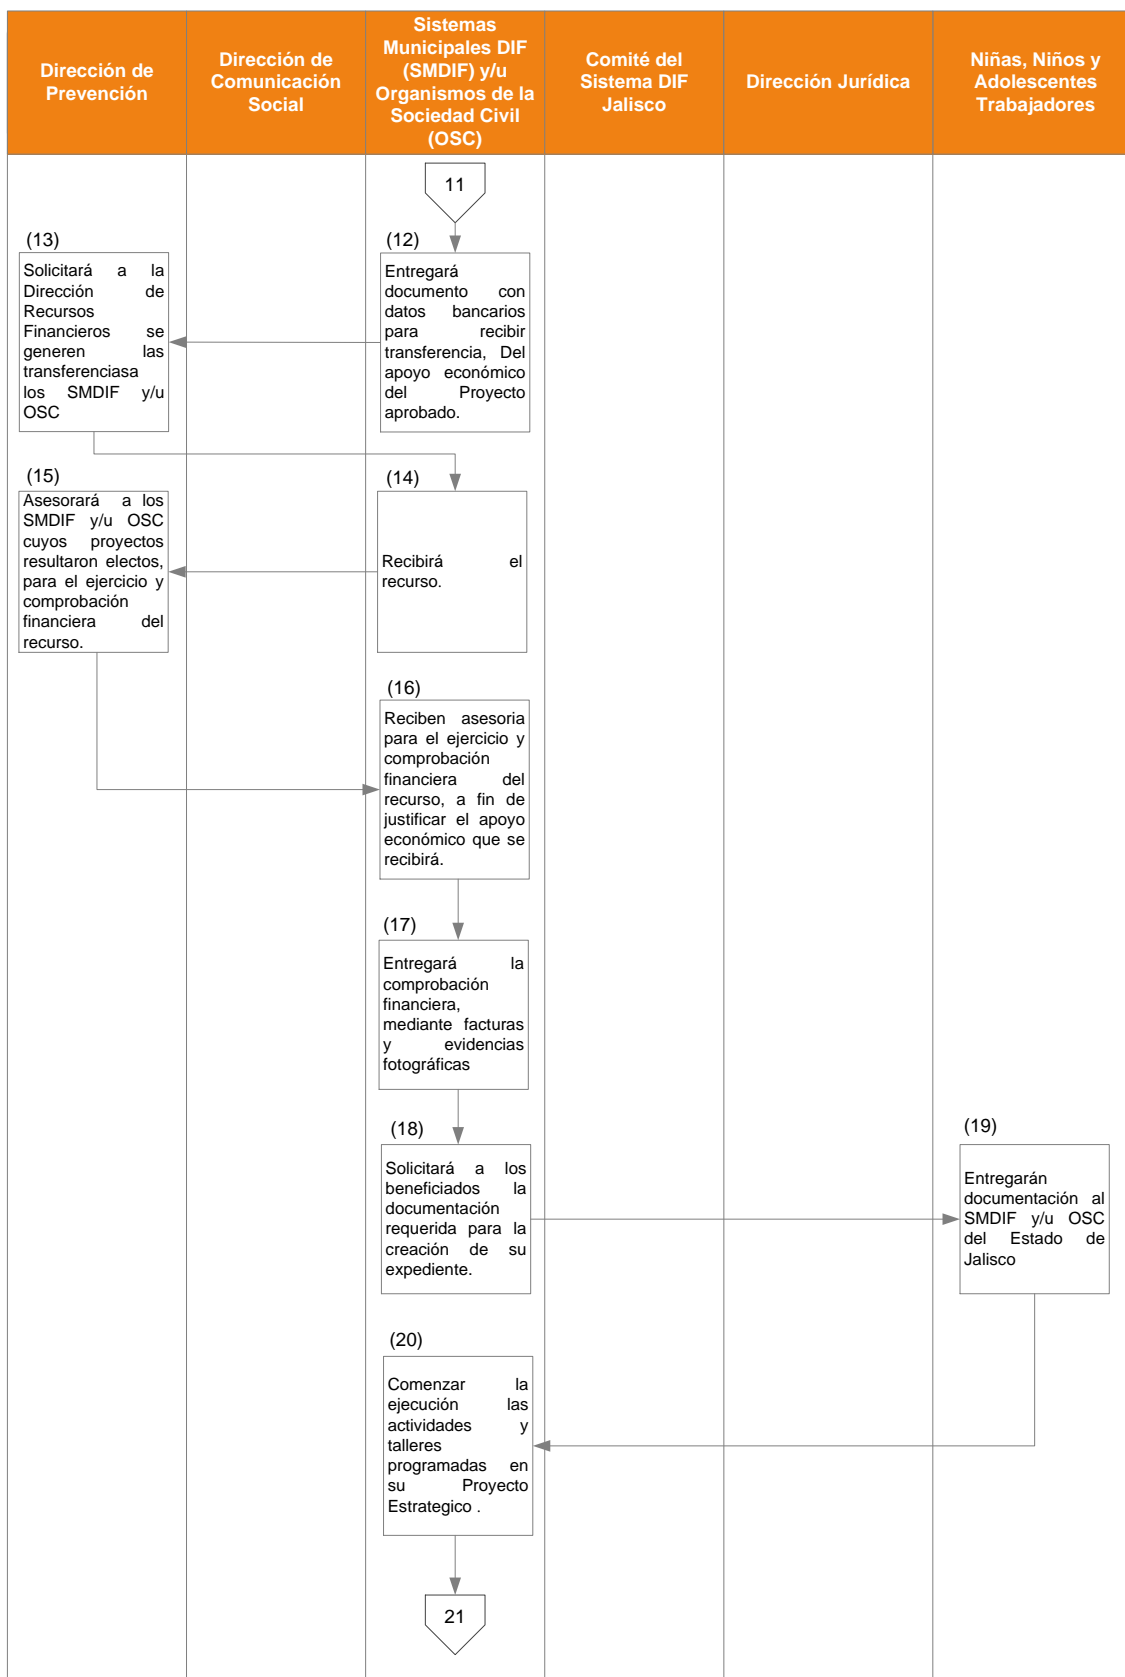 Dirección de
Prevención
Dirección de
Comunicación
Social
Sistemas
Municipales DIF
(SMDIF) y/u
Organismos de la
Sociedad Civil
(OSC)
Comité del
Sistema DIF
Jalisco
Dirección Jurídica
Niñas, Niños y
Adolescentes
Trabajadores
11
(12)
Entregará
documento con
datos bancarios
para recibir
transferencia, Del
apoyo económico
del Proyecto
aprobado.
(13)
Solicitará a la
Dirección de
Recursos
Financieros se
generen las
transferenciasa
los SMDIF y/u
OSC
(14)
Recibirá el
recurso.
(15)
Asesorará a los
SMDIF y/u OSC
cuyos proyectos
resultaron electos,
para el ejercicio y
comprobación
financiera del
recurso.
(16)
Reciben asesoria
para el ejercicio y
comprobación
financiera del
recurso, a fin de
justificar el apoyo
económico que se
recibirá.
(17)
Entregará la
comprobación
financiera,
mediante facturas
y evidencias
fotográficas
(18)
Solicitará a los
beneficiados la
documentación
requerida para la
creación de su
expediente.
(19)
Entregarán
documentación al
SMDIF y/u OSC
del Estado de
Jalisco
(20)
Comenzar la
ejecución las
actividades y
talleres
programadas en
su Proyecto
Estrategico .
21